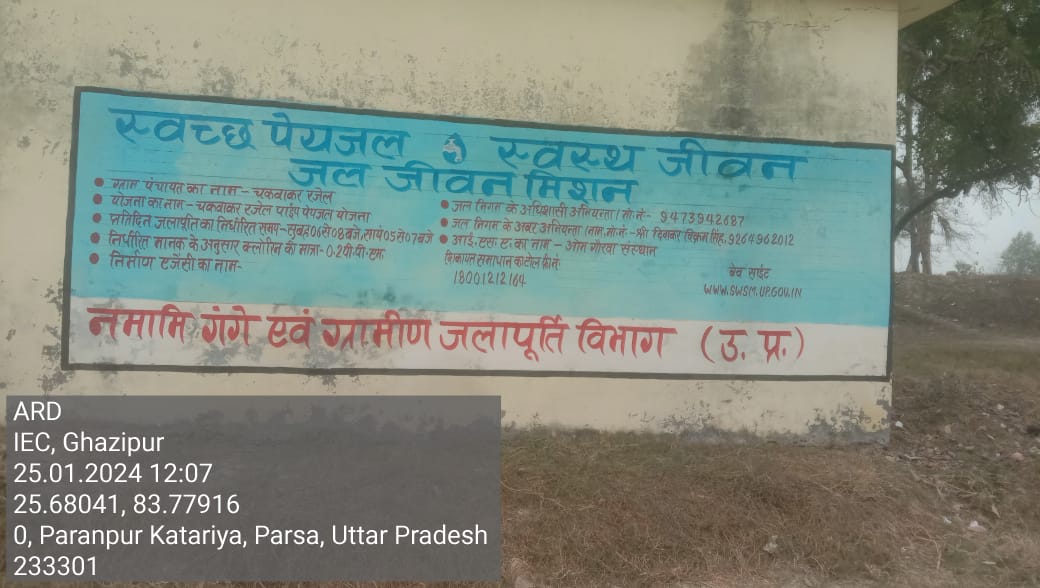 स्वच्छ पेयजल स्वस्थ जीवन
जल जीवन मिशन
ग्राम पंचायत का नाम - चकवाकर रजेल
योजना का नाम - चकवाकर रजेल पाईप पेयजल योजना
प्रतिदिन जलापूर्ति का निर्धारित समय - सुबह 06 से 08 बजे, सायं 05 से 07 बजे
निर्धारित मानक के अनुसार क्लोरीन की मात्रा - 0.2 पी.पी.एम
निर्माण एजेंसी का नाम-
जल निगम के अधिशासी अभियन्ता / मो.नं:- 9473942687
जल निगम के अवर अभियन्ता (नाम, मो.नं:- श्री दिवाकर विक्रम सिंह, 9264962012
आई.एस.ए. का नाम - ओम गोरवा संस्थान
शिकायत समाधान का टोल फ्री नं
18001212164
वेव साईट
WWW.SWSM.UP.GOV.IN
नमामि गंगे एवं ग्रामीण जलापूर्ति विभाग (उ. प्र.)
ARD
IEC, Ghazipur
25.01.2024 12:07
25.68041, 83.77916
0, Paranpur Katariya, Parsa, Uttar Pradesh
233301